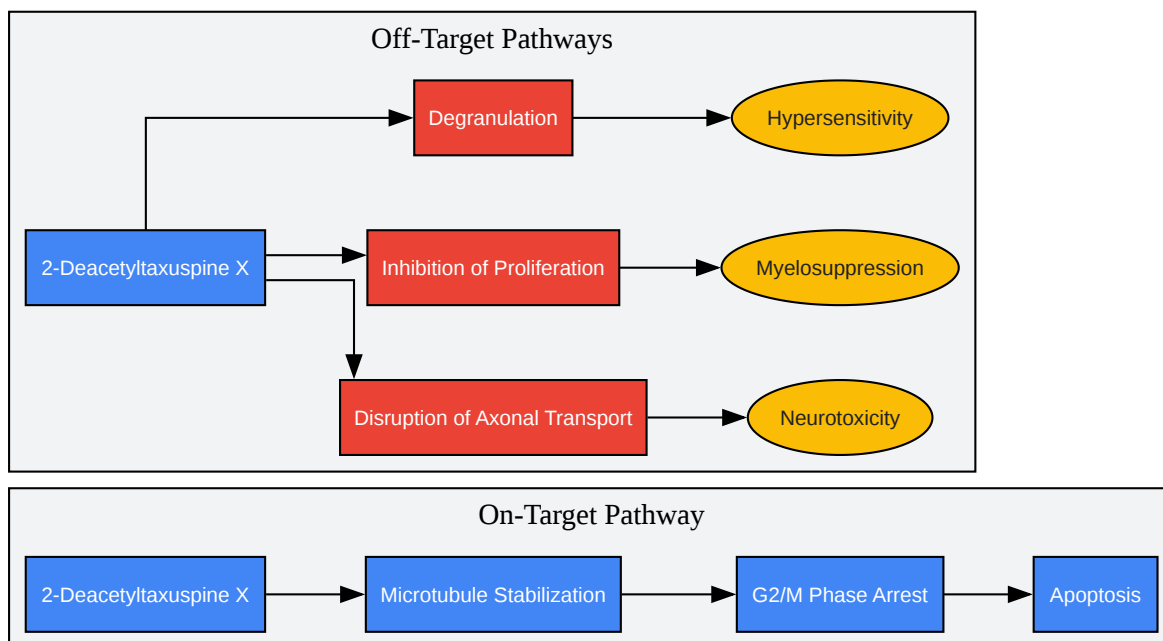 Off-Target Pathways
Degranulation
Hypersensitivity
2-Deacetyltaxuspine X
Inhibition of Proliferation
Myelosuppression
Disruption of Axonal Transport
Neurotoxicity
On-Target Pathway
2-Deacetyltaxuspine X
Microtubule Stabilization
G2/M Phase Arrest
Apoptosis